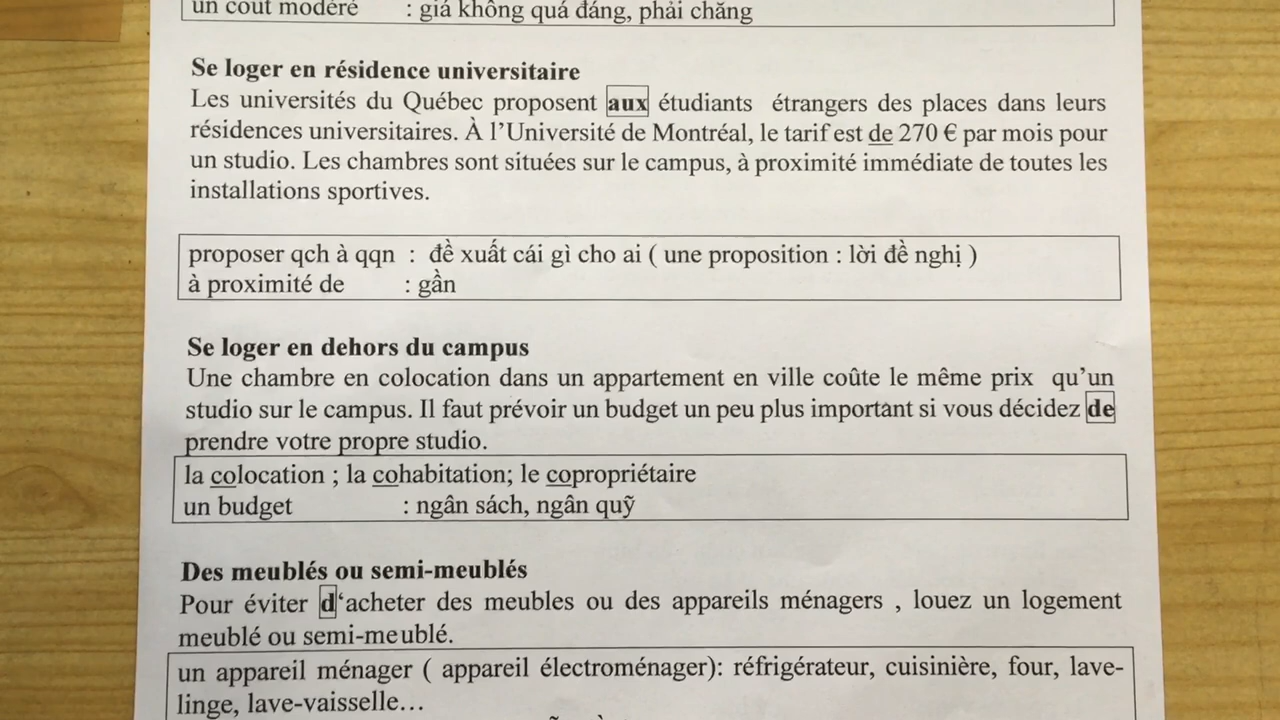 un coût modéré : giá không quá đáng, phải chăng
Se loger en résidence universitaire
Les universités du Québec proposent aux étudiants étrangers des places dans leurs
résidences universitaires. À l’Université de Montréal, le tarif est de 270 € par mois pour
un studio. Les chambres sont situées sur le campus, à proximité immédiate de toutes les
installations sportives.
proposer qch à qqn : đề xuất cái gì cho ai ( une proposition : lời đề nghị )
à proximité de : gần
Se loger en dehors du campus
Une chambre en colocation dans un appartement en ville coûte le même prix qu’un
studio sur le campus. Il faut prévoir un budget un peu plus important si vous décidez de
prendre votre propre studio.
la colocation ; la cohabitation; le copropriétaire
un budget : ngân sách, ngân quỹ
Des meublés ou semi-meublés
Pour éviter d‘acheter des meubles ou des appareils ménagers , louez un logement
meublé ou semi-meublé.
un appareil ménager ( appareil électroménager): réfrigérateur, cuisinière, four, lave-
linge, lave-vaisselle…